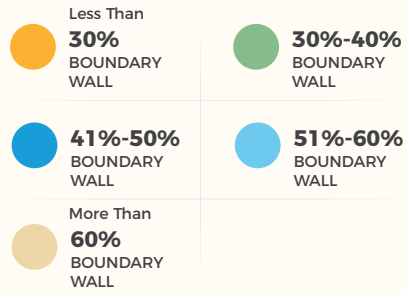 Less Than
30%
BOUNDARY
WALL
30%-40%
BOUNDARY
WALL
41%-50%
BOUNDARY
WALL
51%-60%
BOUNDARY
WALL
More Than
60%
BOUNDARY
WALL